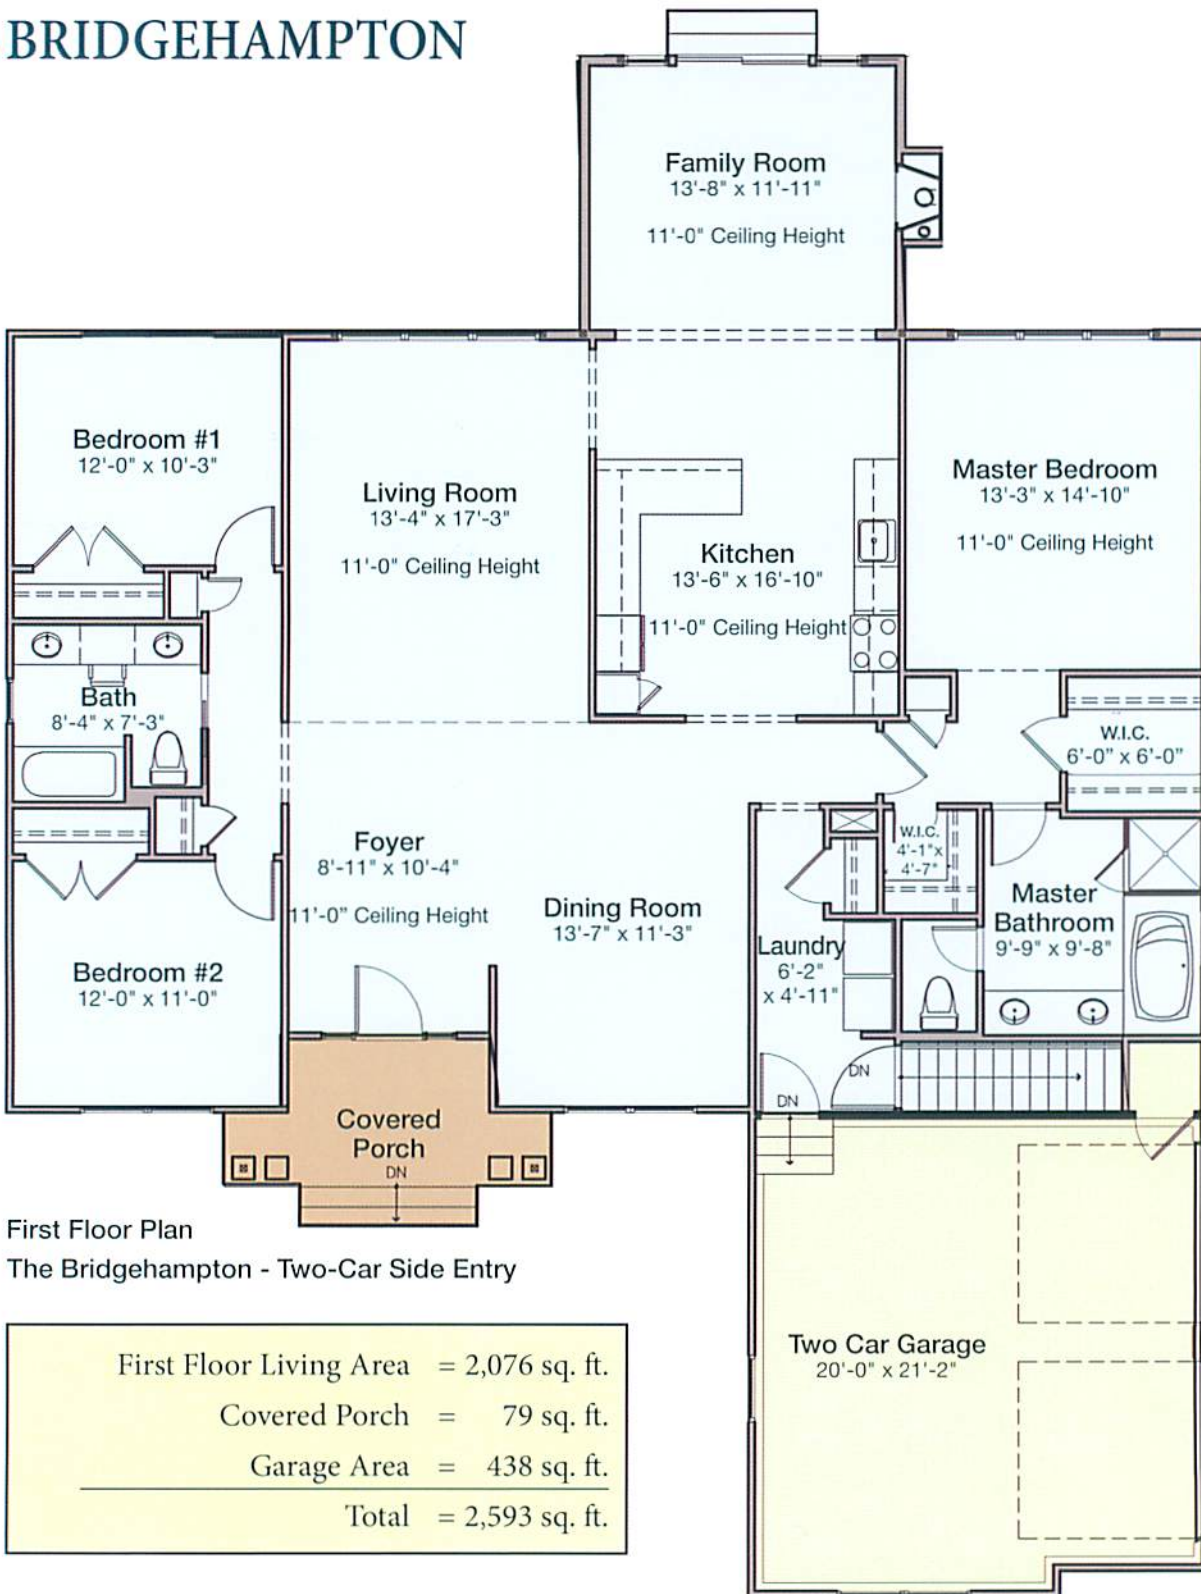 BRIDGEHAMPTON
Family Room
13'-8" x 11'-11"
11'-0" Ceiling Height
Bedroom #1
12'-0" x 10'-3"
Living Room
13'-4" x 17'-3"
11'-0" Ceiling Height
Kitchen
13'-6" x 16'-10"
11'-0" Ceiling Height
Master Bedroom
13'-3" x 14'-10"
11'-0" Ceiling Height
Bath
8'-4" x 7'-3"
W.I.C.
6'-0" x 6'-0"
Foyer
8'-11" x 10'-4"
11'-0" Ceiling Height
W.I.C.
4'-1"x
4'-7"
Dining Room
13'-7" x 11'-3"
Master
Bathroom
9'-9" x 9'-8"
Laundry
6'-2"
x 4'-11"
Bedroom #2
12'-0" x 11'-0"
DN
DN
Covered
Porch
DN
First Floor Plan
The Bridgehampton - Two-Car Side Entry
Two Car Garage
20'-0" x 21'-2"
First Floor Living Area = 2,076 sq. ft.
Covered Porch = 79 sq. ft.
Garage Area = 438 sq. ft.
Total = 2,593 sq. ft.